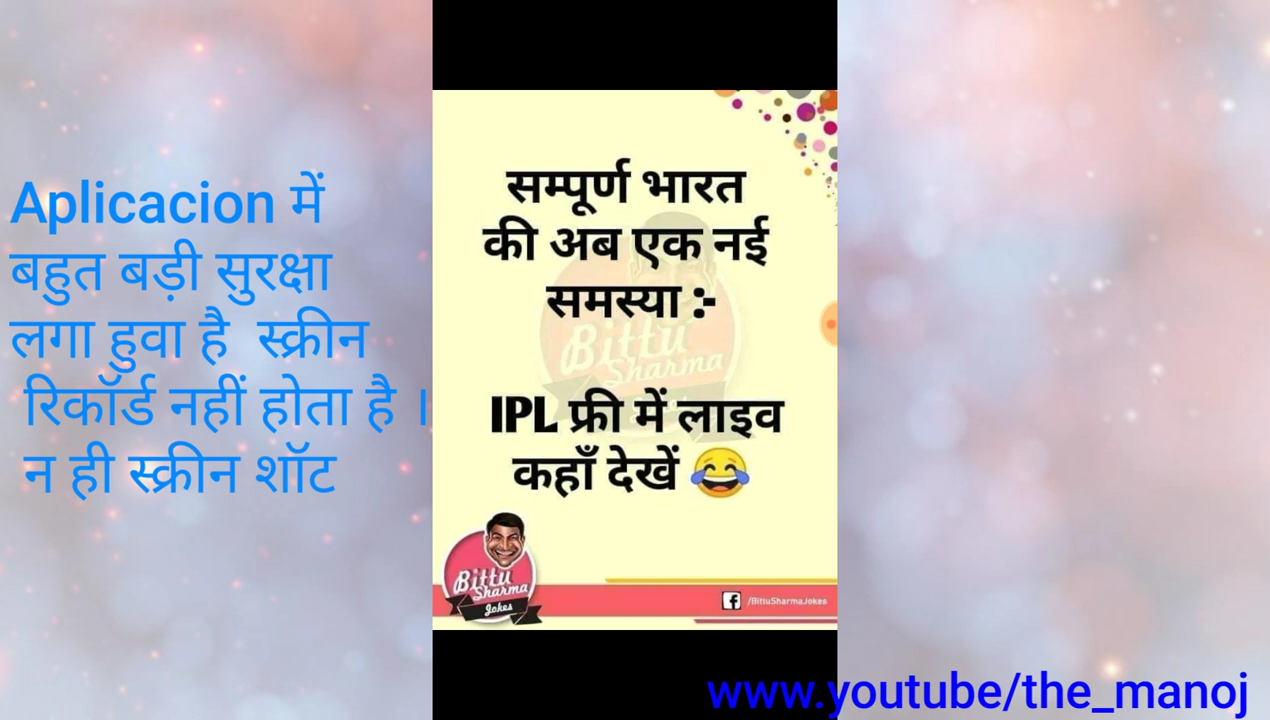 Aplicacion में
बहुत बड़ी सुरक्षा
लगा हुवा है स्क्रीन
रिकॉर्ड नहीं होता है ।
न ही स्क्रीन शॉट
सम्पूर्ण भारत
की अब एक नई
समस्या :-
Bittu
Sharma
IPL फ्री में लाइव
कहाँ देखें 😂
Bittu
Sharma
Jokes
/BittuSharmaJokes
www.youtube/the_manoj